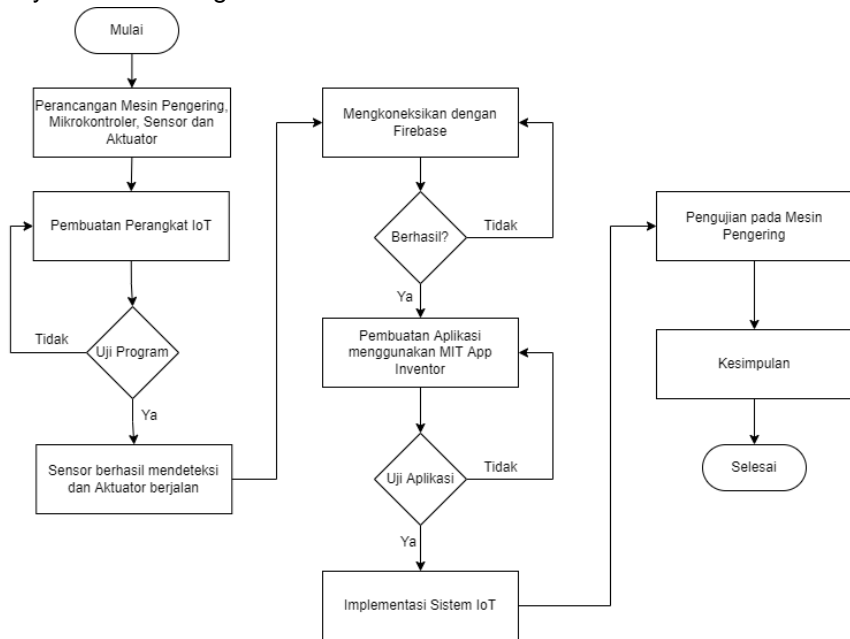 Mulai
Perancangan Mesin Pengering,
Mikrokontroler, Sensor dan
Aktuator
Pembuatan Perangkat IoT
Tidak
Uji Program
Ya
Sensor berhasil mendeteksi
dan Aktuator berjalan
Mengkoneksikan dengan
Firebase
Berhasil?
Tidak
Ya
Pembuatan Aplikasi
menggunakan MIT App
Inventor
Uji Aplikasi
Tidak
Ya
Implementasi Sistem IoT
Pengujian pada Mesin
Pengering
Kesimpulan
Selesai